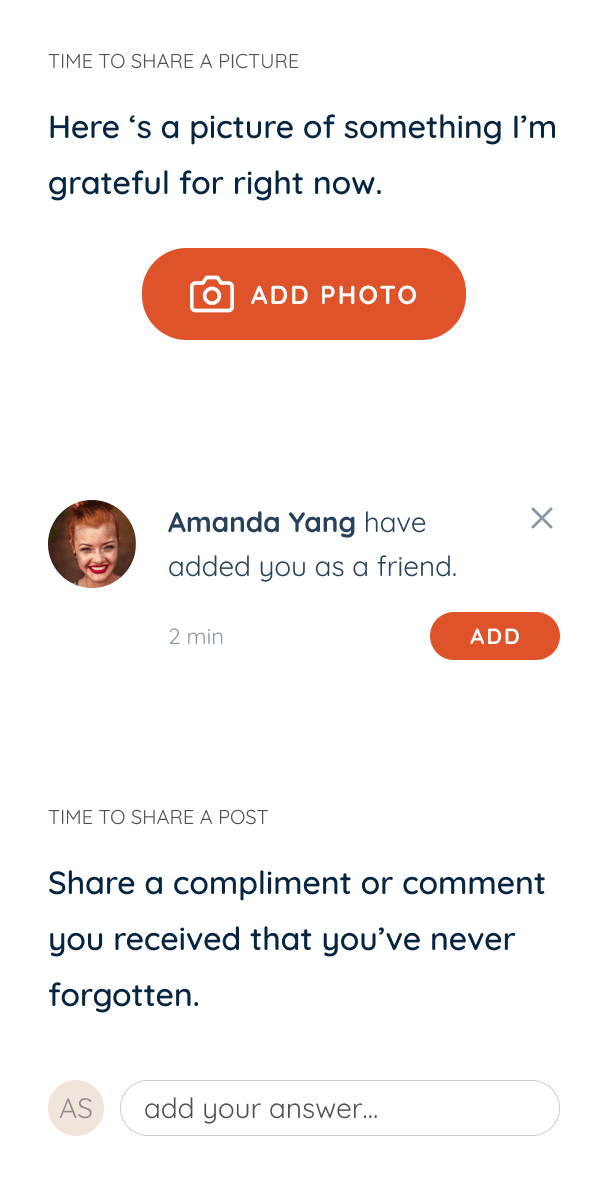 TIME TO SHARE A PICTURE
Here ‘s a picture of something I’m
grateful for right now.
ADD PHOTO
Amanda Yang have
added you as a friend.
2 min
ADD
TIME TO SHARE A POST
Share a compliment or comment
you received that you’ve never
forgotten.
AS
add your answer...